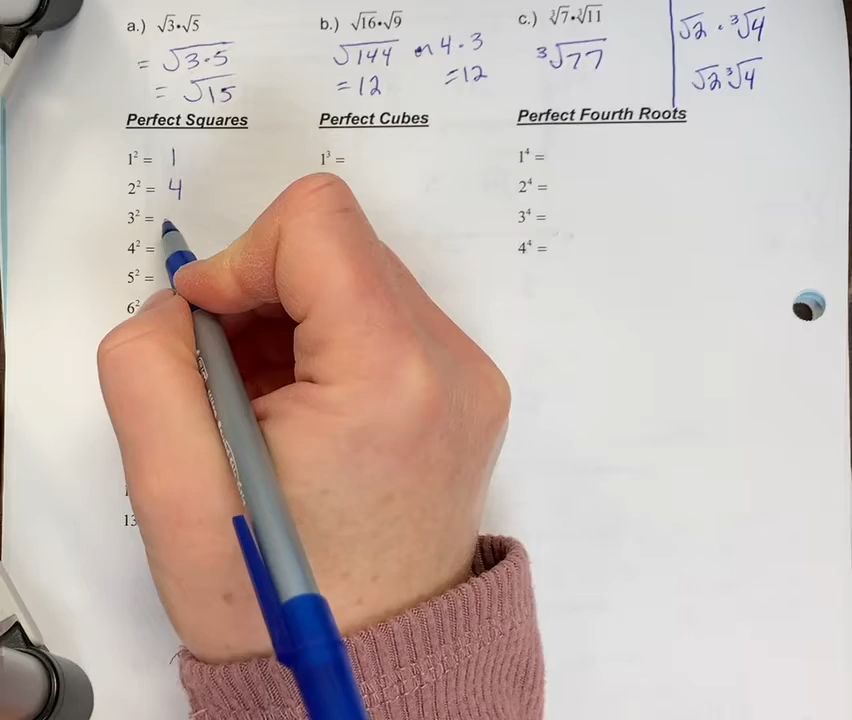 a.) √3•√5
= √3·5
= √15
b.) √16•√9
√144 or 4·3
= 12 =12
c.) ∛7•∛11
∛77
√2 · ∛4
√2∛4
Perfect Squares
1² = 1
2² = 4
3² =
4² =
5² =
6²
13
Perfect Cubes
1³ =
Perfect Fourth Roots
1⁴ =
2⁴ =
3⁴ =
4⁴ =